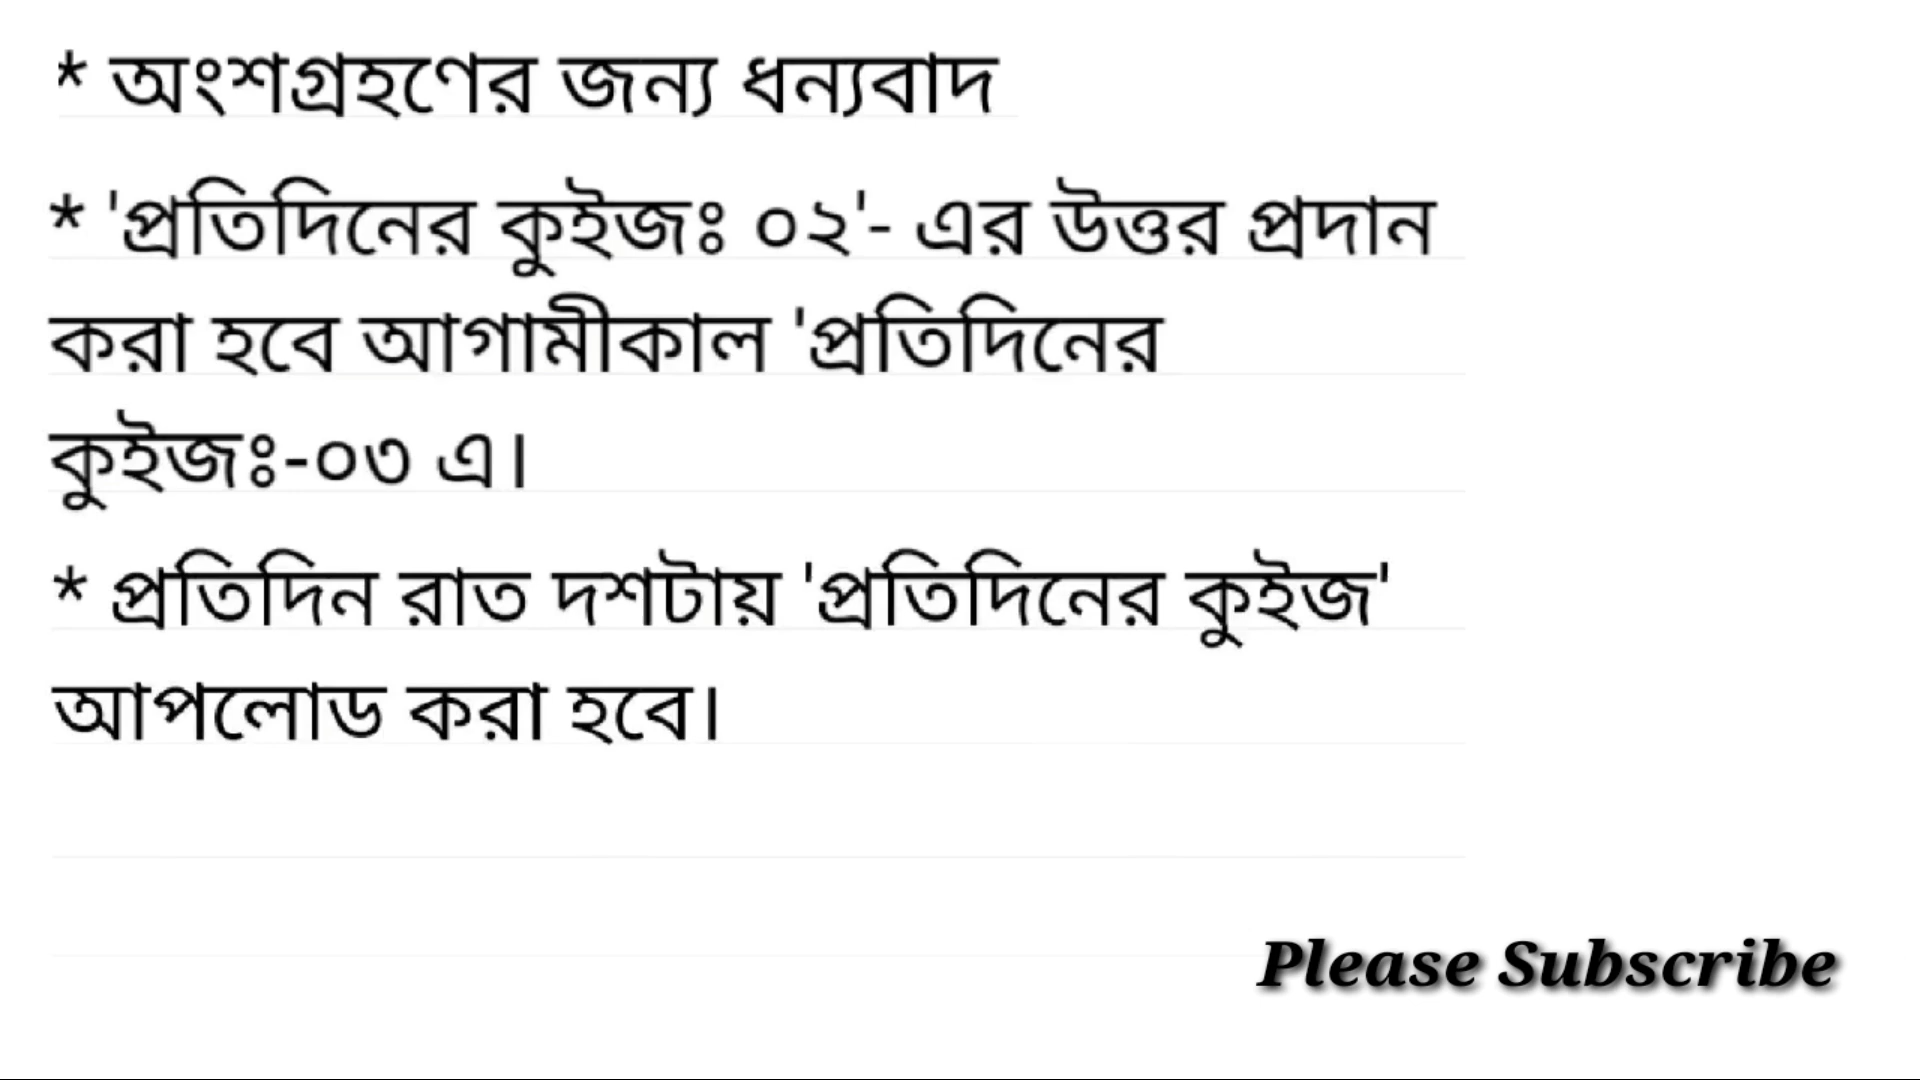 * অংশগ্রহণের জন্য ধন্যবাদ
* 'প্রতিদিনের কুইজঃ ০২'- এর উত্তর প্রদান
করা হবে আগামীকাল 'প্রতিদিনের
কুইজঃ-০৩ এ।
* প্রতিদিন রাত দশটায় 'প্রতিদিনের কুইজ'
আপলোড করা হবে।
Please Subscribe